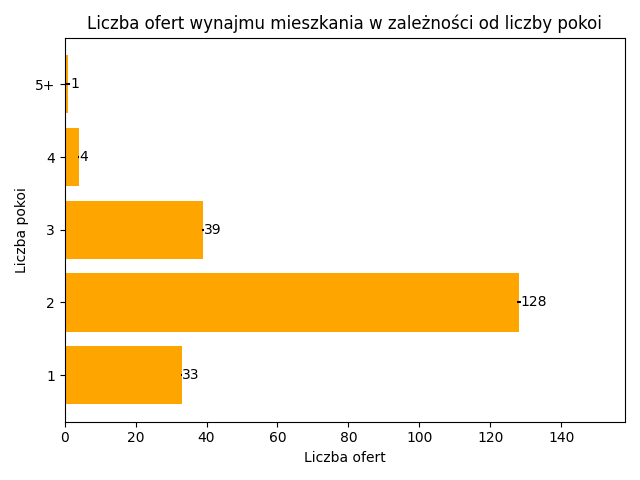 Liczba ofert wynajmu mieszkania w zależności od liczby pokoi
Liczba pokoi
5+
1
4
4
3
39
2
128
1
33
0 20 40 60 80 100 120 140
Liczba ofert